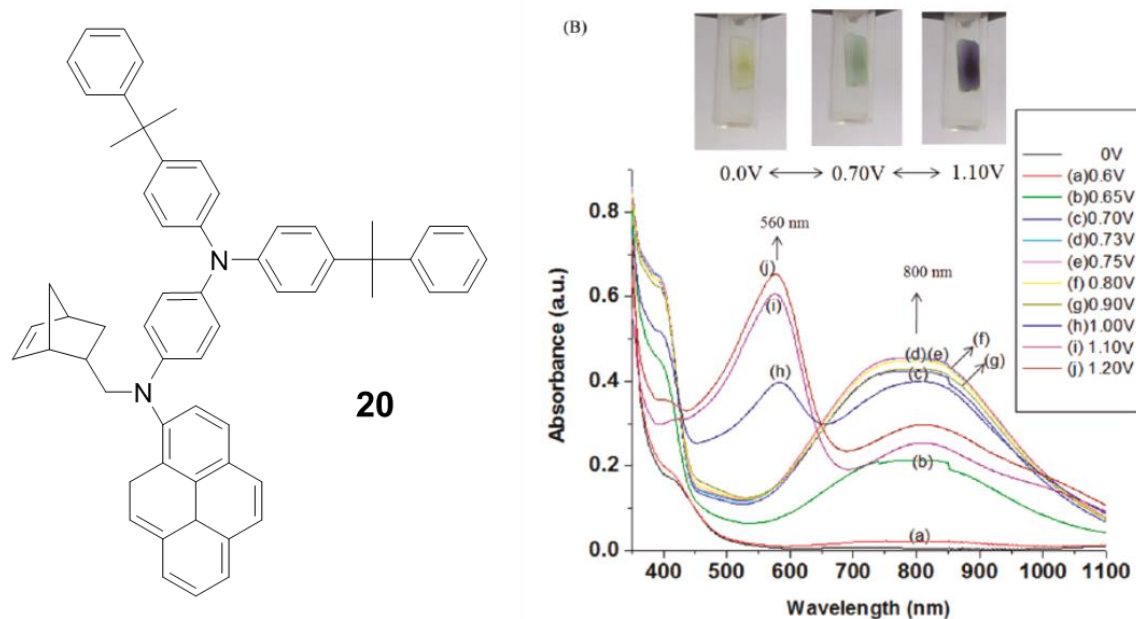 N
N
20
(B)
0.0V
0.70V
1.10V
0V
(a)0.6V
(b)0.65V
(c)0.70V
(d)0.73V
(e)0.75V
(f) 0.80V
(g)0.90V
(h)1.00V
(i) 1.10V
(j) 1.20V
0.8
0.6
0.4
0.2
0.0
Absorbance (a.u.)
560 nm
(j)
(i)
(h)
800 nm
(d)(e)
(f)
(g)
(c)
(b)
(a)
400 500 600 700 800 900 1000 1100
Wavelength (nm)